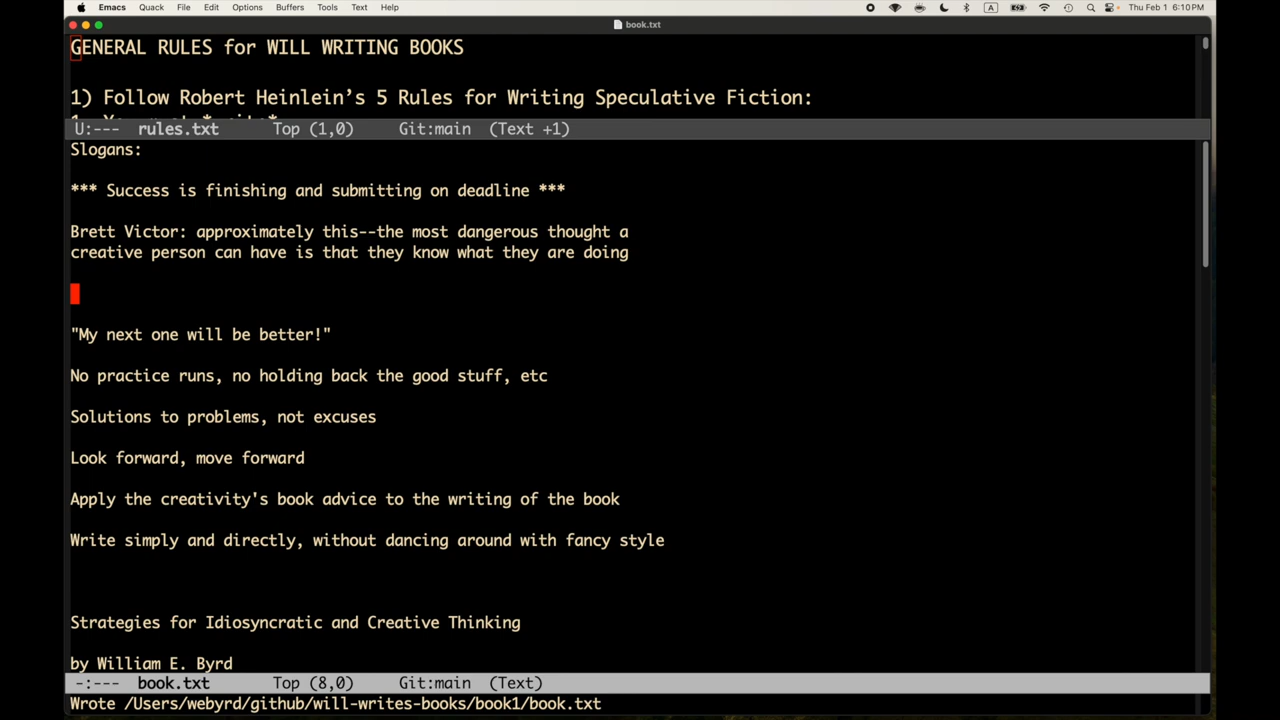 Emacs Quack File Edit Options Buffers Tools Text Help A Thu Feb 1 6:10 PM
book.txt
GENERAL RULES for WILL WRITING BOOKS
1) Follow Robert Heinlein’s 5 Rules for Writing Speculative Fiction:
U:--- rules.txt Top (1,0) Git:main (Text +1)
Slogans:
*** Success is finishing and submitting on deadline ***
Brett Victor: approximately this--the most dangerous thought a
creative person can have is that they know what they are doing
"My next one will be better!"
No practice runs, no holding back the good stuff, etc
Solutions to problems, not excuses
Look forward, move forward
Apply the creativity's book advice to the writing of the book
Write simply and directly, without dancing around with fancy style
Strategies for Idiosyncratic and Creative Thinking
by William E. Byrd
-:--- book.txt Top (8,0) Git:main (Text)
Wrote /Users/webyrd/github/will-writes-books/book1/book.txt